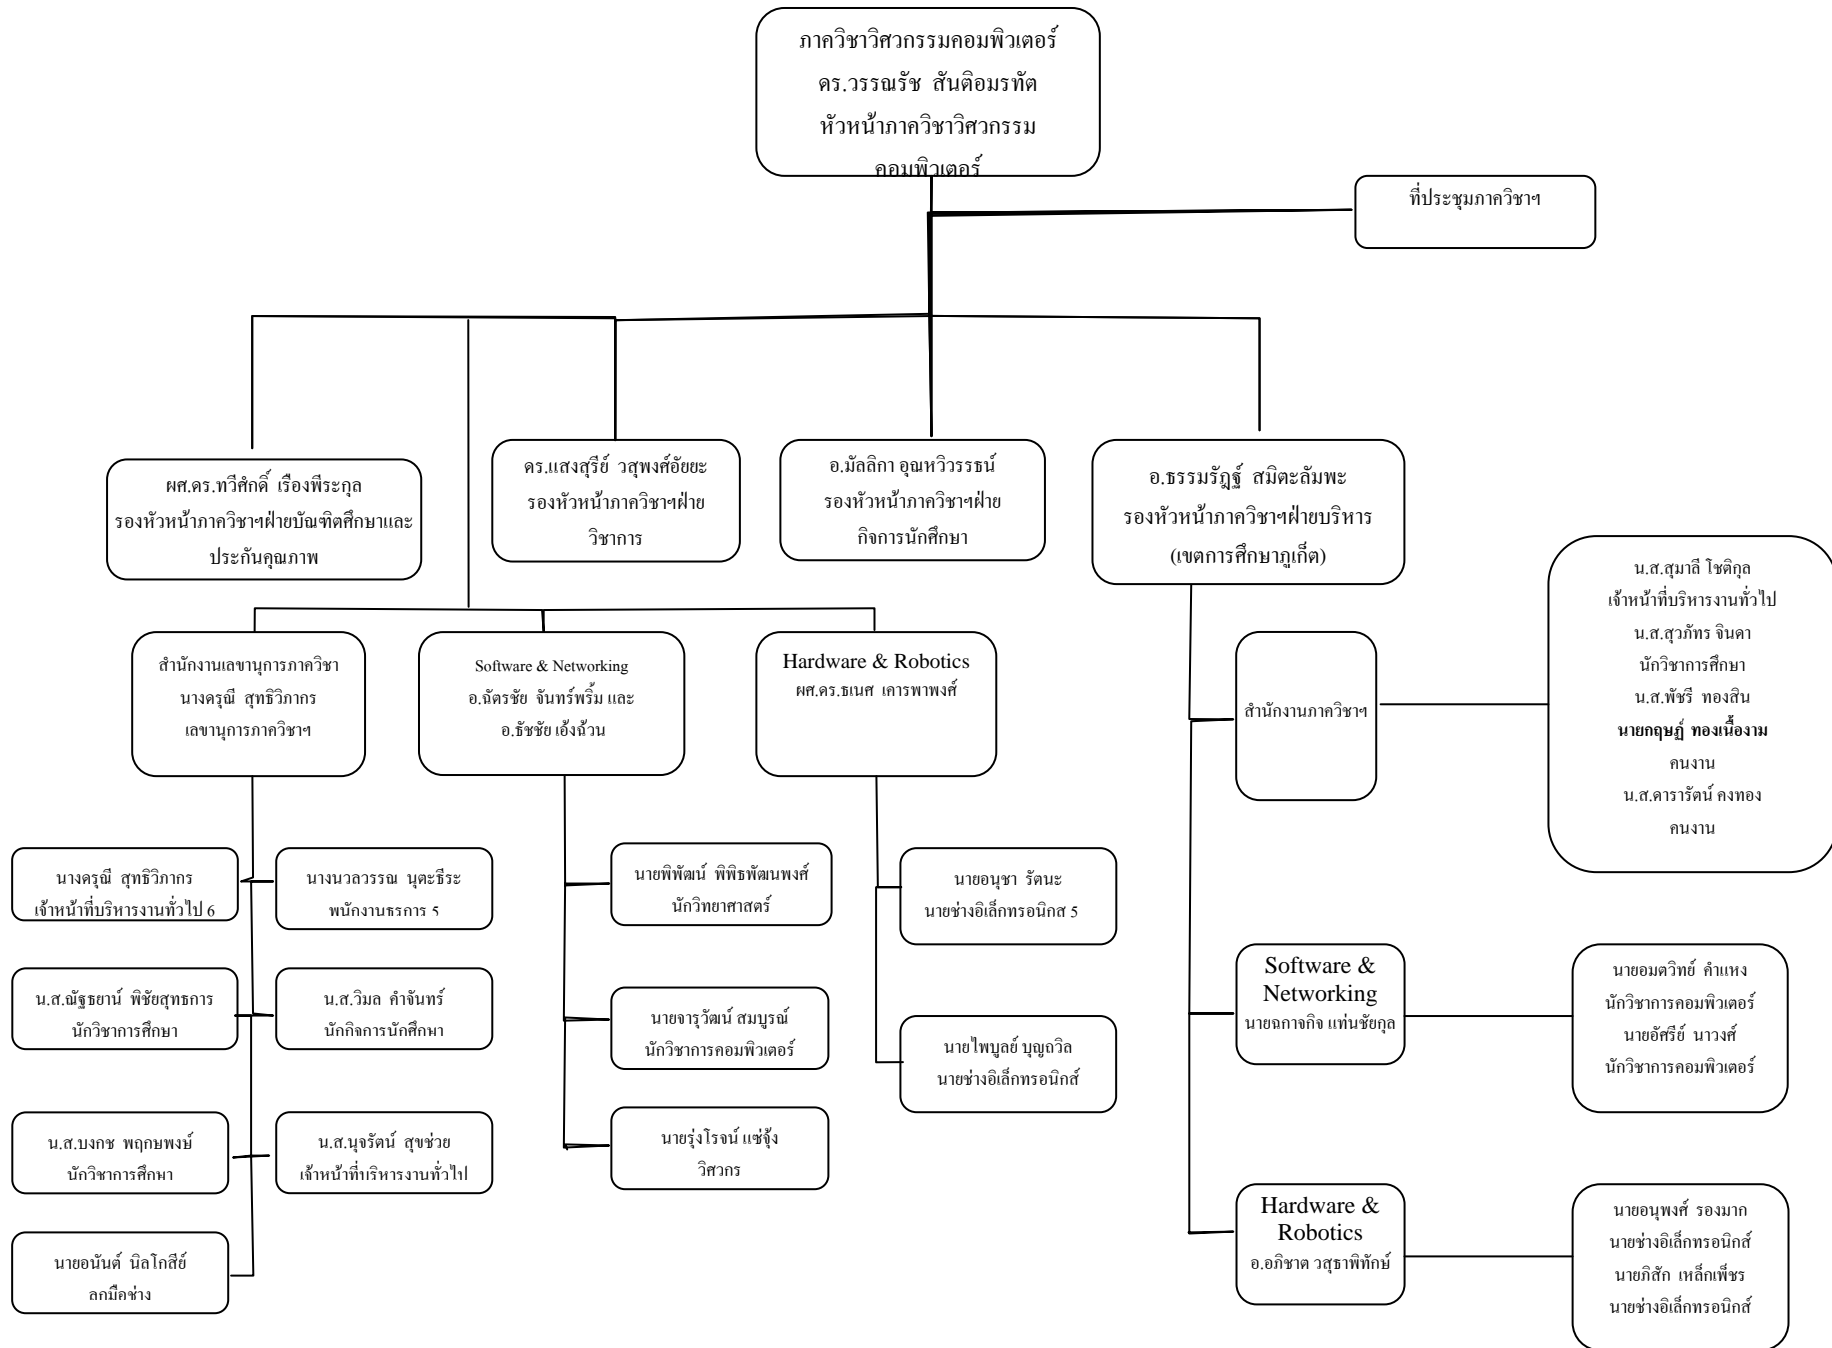 ภาควิชาวิศวกรรมคอมพิวเตอร์
ดร.วรรณรัช สันติอมรทัต
หัวหน้าภาควิชาวิศวกรรม
คอมพิวเตอร์
ที่ประชุมภาควิชาฯ
ผศ.ดร.ทวีศักดิ์ เรืองพีระกุล
รองหัวหน้าภาควิชาฯฝ่ายบัณฑิตศึกษาและ
ประกันคุณภาพ
ดร.แสงสุรีย์ วสุพงศ์อัยยะ
รองหัวหน้าภาควิชาฯฝ่าย
วิชาการ
อ.มัลลิกา อุณหวิวรรธน์
รองหัวหน้าภาควิชาฯฝ่าย
กิจการนักศึกษา
อ.ธรรมรัฎฐ์ สมิตะลัมพะ
รองหัวหน้าภาควิชาฯฝ่ายบริหาร
(เขตการศึกษาภูเก็ต)
สำนักงานเลขานุการภาควิชา
นางดรุณี สุทธิวิภากร
เลขานุการภาควิชาฯ
Software & Networking
อ.ฉัตรชัย จันทร์พริ้ม และ
อ.ธัชชัย เอ้งฉ้วน
Hardware & Robotics
ผศ.ดร.ธเนศ เคารพาพงศ์
สำนักงานภาควิชาฯ
น.ส.สุมาลี โชติกุล
เจ้าหน้าที่บริหารงานทั่วไป
น.ส.สุวภัทร จินดา
นักวิชาการศึกษา
น.ส.พัชรี ทองสิน
นายกฤษฏ์ ทองเนื้องาม
คนงาน
น.ส.ดารารัตน์ คงทอง
คนงาน
นางดรุณี สุทธิวิภากร
เจ้าหน้าที่บริหารงานทั่วไป 6
นางนวลวรรณ นุตะธีระ
พนักงานธุรการ 5
นายพิพัฒน์ พิพิธพัฒนพงศ์
นักวิทยาศาสตร์
นายอนุชา รัตนะ
นายช่างอิเล็กทรอนิกส 5
น.ส.ณัฐธยาน์ พิชัยสุทธการ
นักวิชาการศึกษา
น.ส.วิมล คำจันทร์
นักกิจการนักศึกษา
นายจารุวัฒน์ สมบูรณ์
นักวิชาการคอมพิวเตอร์
นายไพบูลย์ บุญถวิล
นายช่างอิเล็กทรอนิกส์
Software &
Networking
นายฉกาจกิจ แท่นชัยกุล
นายอมตวิทย์ คำแหง
นักวิชาการคอมพิวเตอร์
นายอัศรีย์ นาวงศ์
นักวิชาการคอมพิวเตอร์
น.ส.บงกช พฤกษพงษ์
นักวิชาการศึกษา
น.ส.นุจรัตน์ สุขช่วย
เจ้าหน้าที่บริหารงานทั่วไป
นายรุ่งโรจน์ แซ่จุ้ง
วิศวกร
นายอนันต์ นิลโกสีย์
ลูกมือช่าง
Hardware &
Robotics
อ.อภิชาต วสุธาพิทักษ์
นายอนุพงศ์ รองมาก
นายช่างอิเล็กทรอนิกส์
นายภิสัก เหล็กเพ็ชร
นายช่างอิเล็กทรอนิกส์